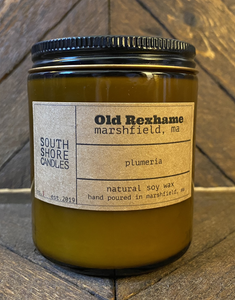 Old Rexhame
marshfield, ma
SOUTH
SHORE
CANDLES
plumeria
natural soy wax
est 2019
hand poured in marshfield, ma